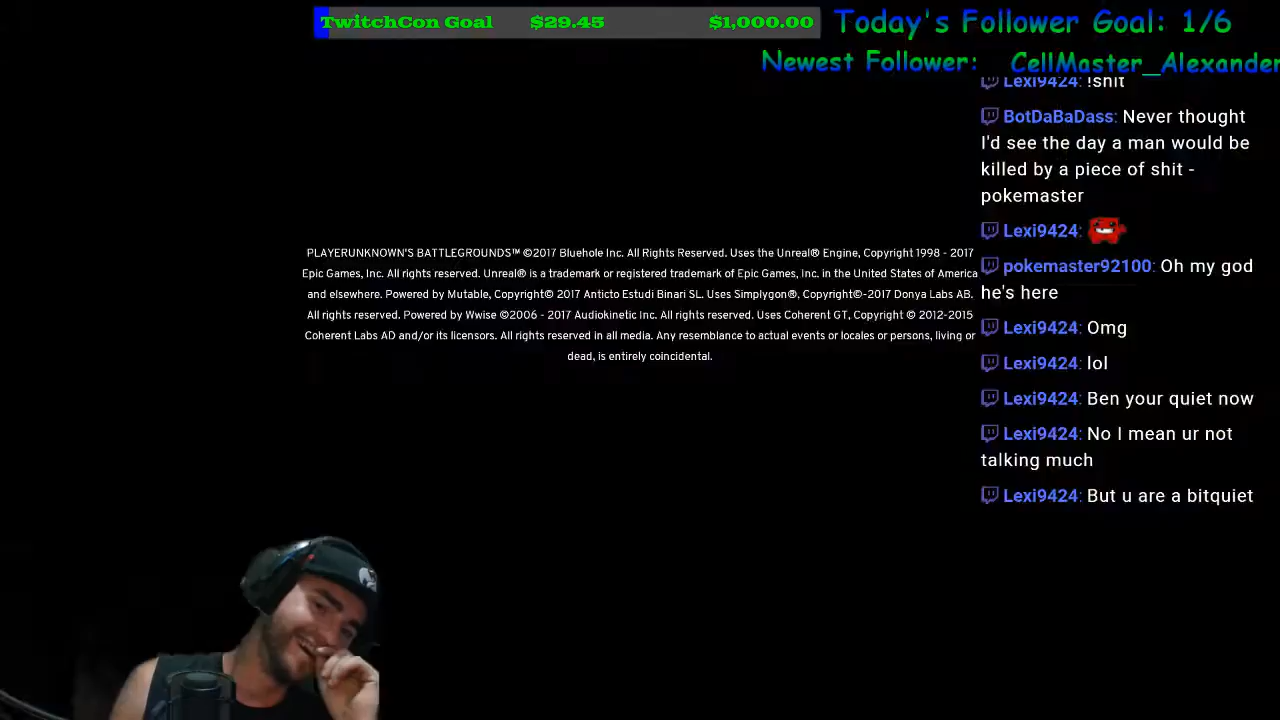 TwitchCon Goal $29.45 $1,000.00
Today's Follower Goal: 1/6
Newest Follower: CellMaster_Alexander
Lexi9424: !shit
BotDaBaDass: Never thought
I'd see the day a man would be
killed by a piece of shit -
pokemaster
Lexi9424:
pokemaster92100: Oh my god
he's here
Lexi9424: Omg
Lexi9424: lol
Lexi9424: Ben your quiet now
Lexi9424: No I mean ur not
talking much
Lexi9424: But u are a bitquiet
PLAYERUNKNOWN'S BATTLEGROUNDS™ ©2017 Bluehole Inc. All Rights Reserved. Uses the Unreal® Engine, Copyright 1998 - 2017
Epic Games, Inc. All rights reserved. Unreal® is a trademark or registered trademark of Epic Games, Inc. in the United States of America
and elsewhere. Powered by Mutable, Copyright© 2017 Anticto Estudi Binari SL. Uses Simplygon®, Copyright©-2017 Donya Labs AB.
All rights reserved. Powered by Wwise ©2006 - 2017 Audiokinetic Inc. All rights reserved. Uses Coherent GT, Copyright © 2012-2015
Coherent Labs AD and/or its licensors. All rights reserved in all media. Any resemblance to actual events or locales or persons, living or
dead, is entirely coincidental.